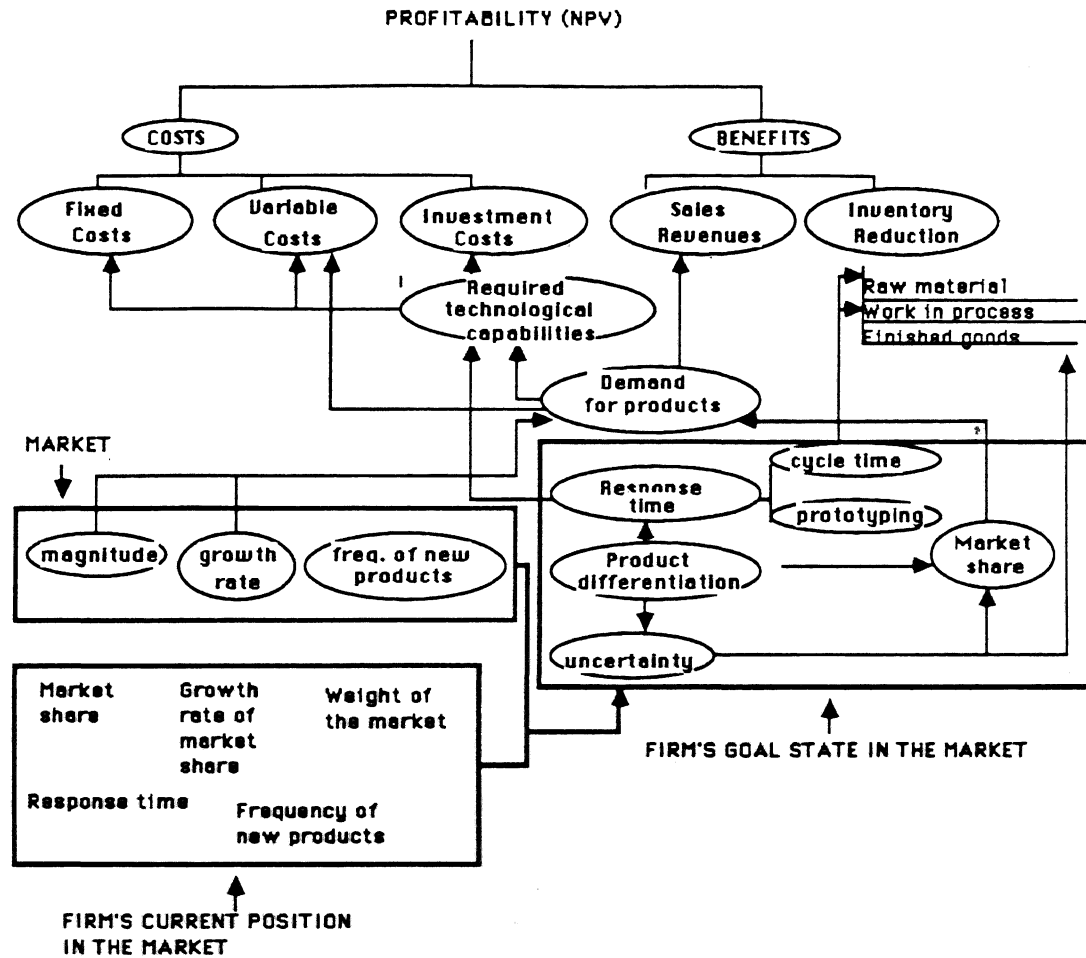 PROFITABILITY (NPV)
COSTS
BENEFITS
Fixed
Costs
Variable
Costs
Investment
Costs
Sales
Revenues
Inventory
Reduction
Required
technological
capabilities
Raw material
Work in process
Finished goods
Demand
for products
MARKET
magnitude
growth
rate
freq. of new
products
Response
time
cycle time
prototyping
Product
differentiation
Market
share
uncertainty
Market
share
Growth
rate of
market
share
Weight of
the market
Response time
Frequency of
new products
FIRM'S GOAL STATE IN THE MARKET
FIRM'S CURRENT POSITION
IN THE MARKET